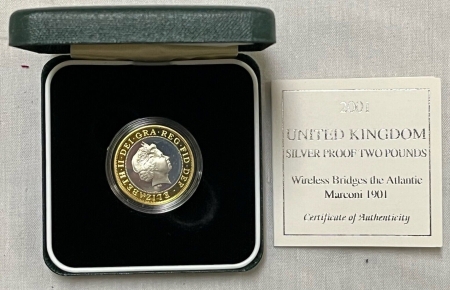 ELIZABETH·II·DEI·GRA·REG·FID·DEF
2001
UNITED KINGDOM
SILVER PROOF TWO POUNDS
Wireless Bridges the Atlantic
Marconi 1901
Certificate of Authenticity